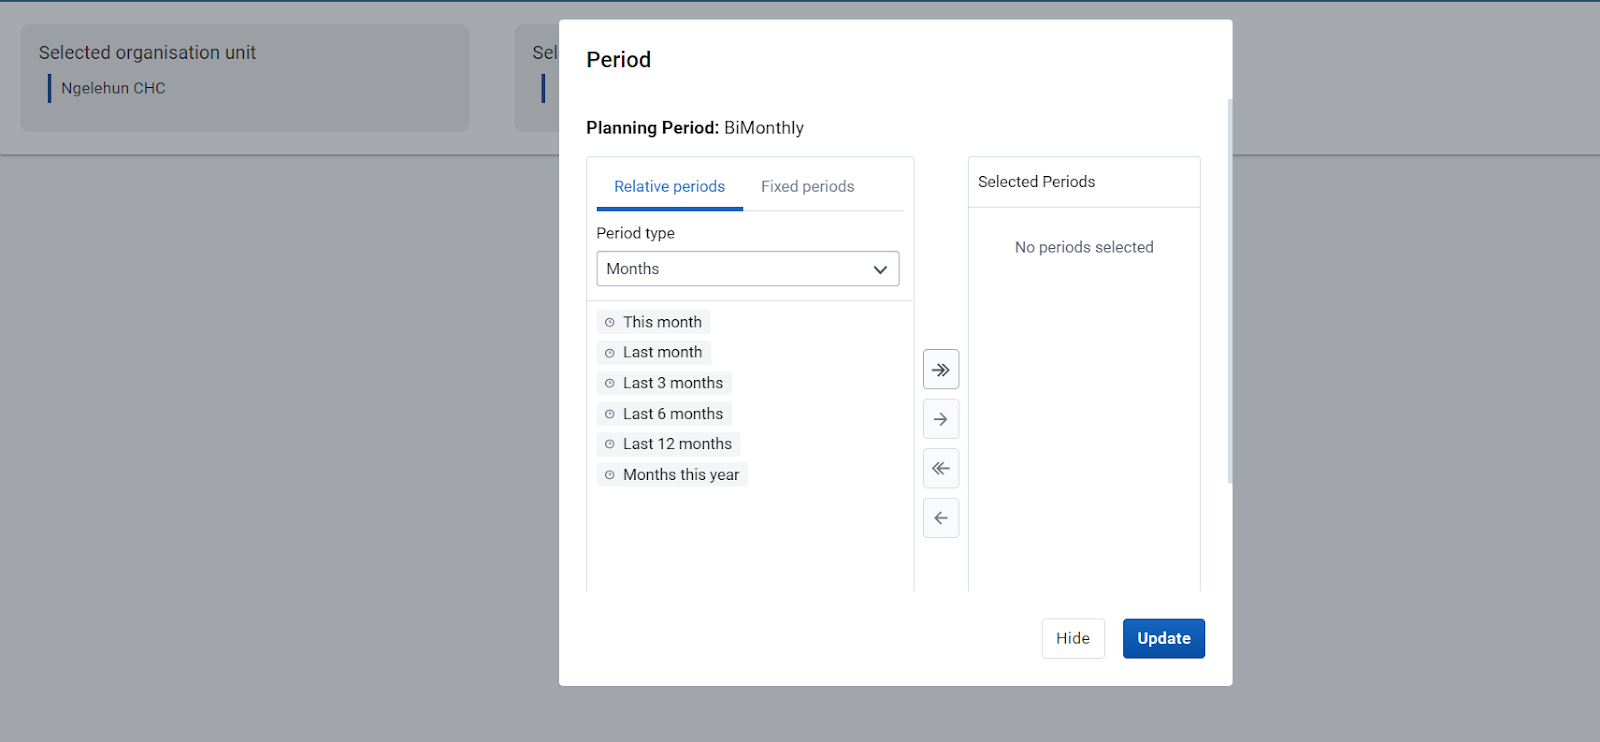 Selected organisation unit
Ngelehun CHC
Sel
Period
Planning Period: BiMonthly
Relative periods
Fixed periods
Period type
Months
This month
Last month
Last 3 months
Last 6 months
Last 12 months
Months this year
Selected Periods
No periods selected
Hide
Update